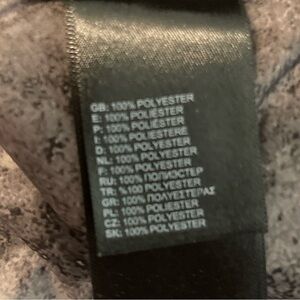 GB: 100% POLYESTER
E: 100% POLIESTER
P: 100% POLIÉSTER
I: 100% POLIESTERE
D: 100% POLYESTER
NL: 100% POLYESTER
F: 100% POLYESTER
RU: 100% ПОЛИЭСТЕР
TR: %100 POLYESTER
GR: 100% ΠΟΛΥΕΣΤΕΡΑΣ
PL: 100% POLIESTER
CZ: 100% POLYESTER
SK: 100% POLYESTER